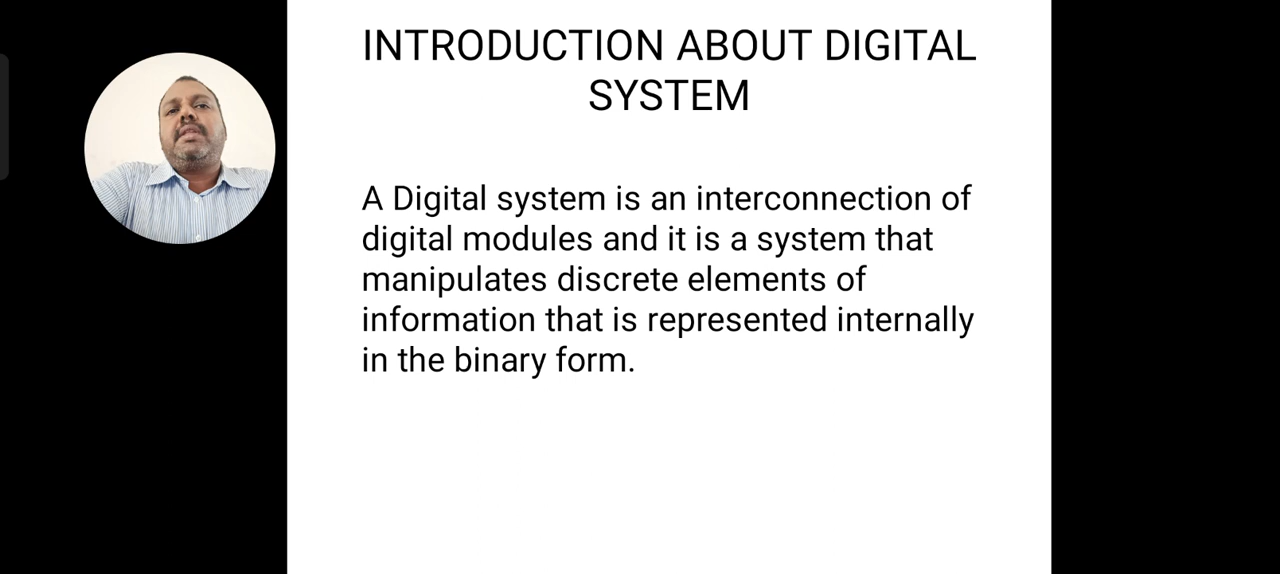 INTRODUCTION ABOUT DIGITAL
SYSTEM
A Digital system is an interconnection of
digital modules and it is a system that
manipulates discrete elements of
information that is represented internally
in the binary form.